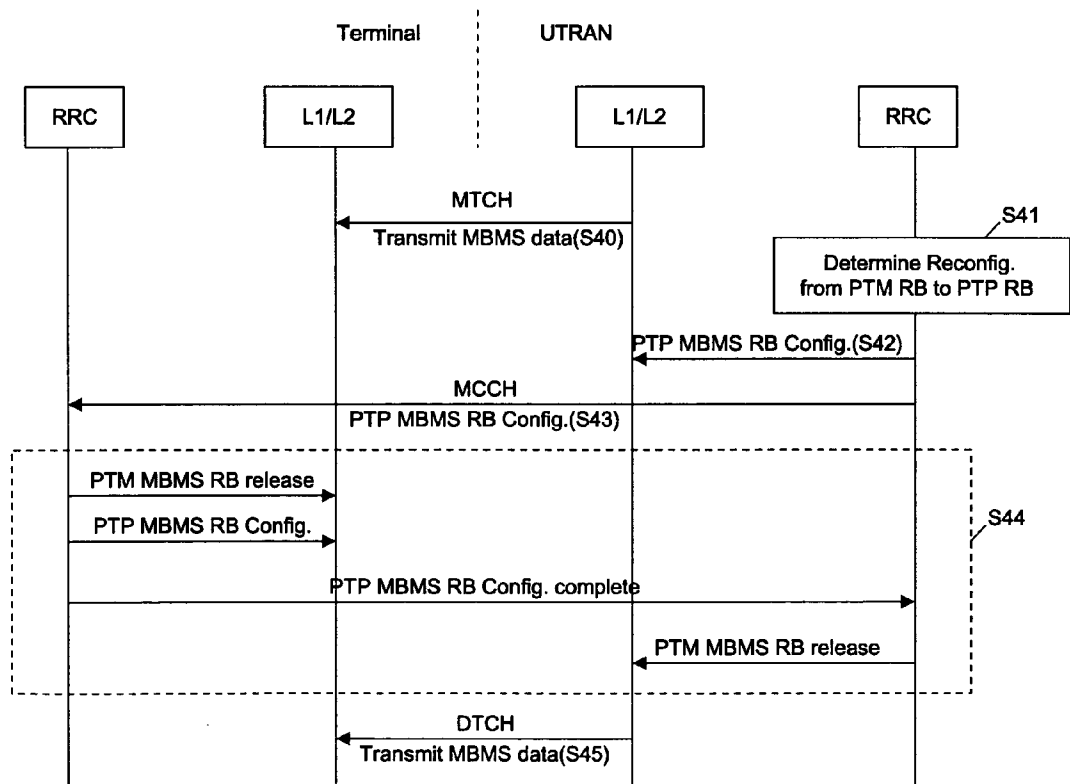 Terminal
UTRAN
RRC
L1/L2
L1/L2
RRC
MTCH
Transmit MBMS data(S40)
S41
Determine Reconfig.
from PTM RB to PTP RB
PTP MBMS RB Config.(S42)
MCCH
PTP MBMS RB Config.(S43)
PTM MBMS RB release
PTP MBMS RB Config.
S44
PTP MBMS RB Config. complete
PTM MBMS RB release
DTCH
Transmit MBMS data(S45)